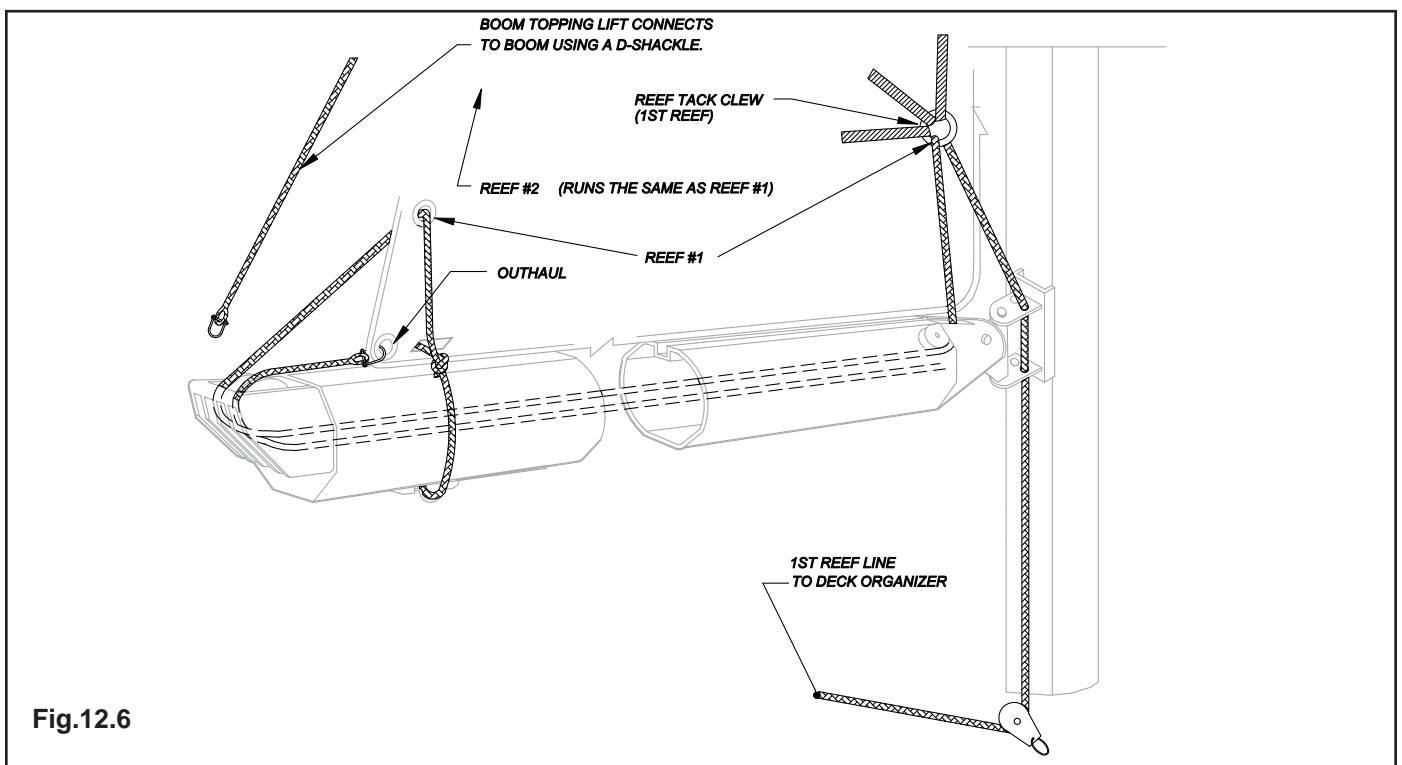 BOOM TOPPING LIFT CONNECTS
TO BOOM USING A D-SHACKLE.
REEF TACK CLEW
(1ST REEF)
REEF #2 (RUNS THE SAME AS REEF #1)
REEF #1
OUTHAUL
1ST REEF LINE
TO DECK ORGANIZER
Fig.12.6